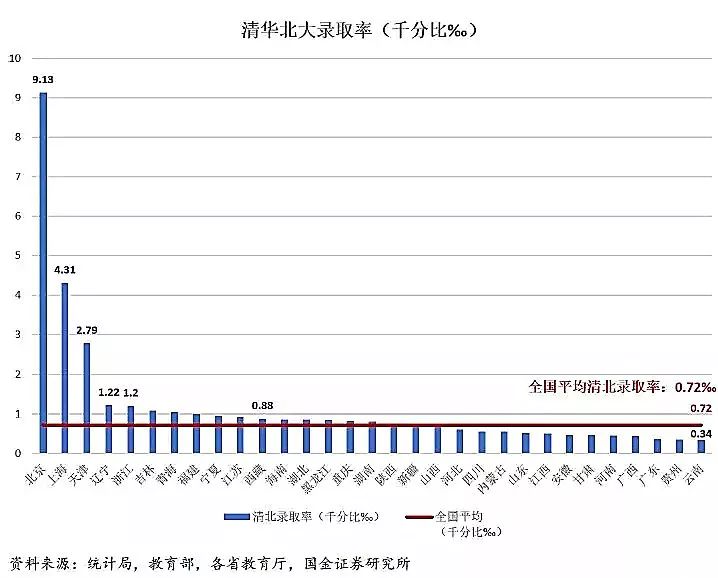 清华北大录取率（千分比‰）
10
9
8
7
6
5
4
3
2
1
0
9.13
4.31
2.79
1.22
1.2
0.88
全国平均清北录取率：0.72‰
0.72
0.34
北京
上海
天津
辽宁
浙江
吉林
青海
福建
宁夏
江苏
西藏
海南
湖北
黑龙江
重庆
湖南
陕西
新疆
山西
河北
四川
内蒙古
山东
江西
安徽
甘肃
河南
广西
广东
贵州
云南
清北录取率（千分比‰）
全国平均
（千分比‰）
资料来源：统计局，教育部，各省教育厅，国金证券研究所